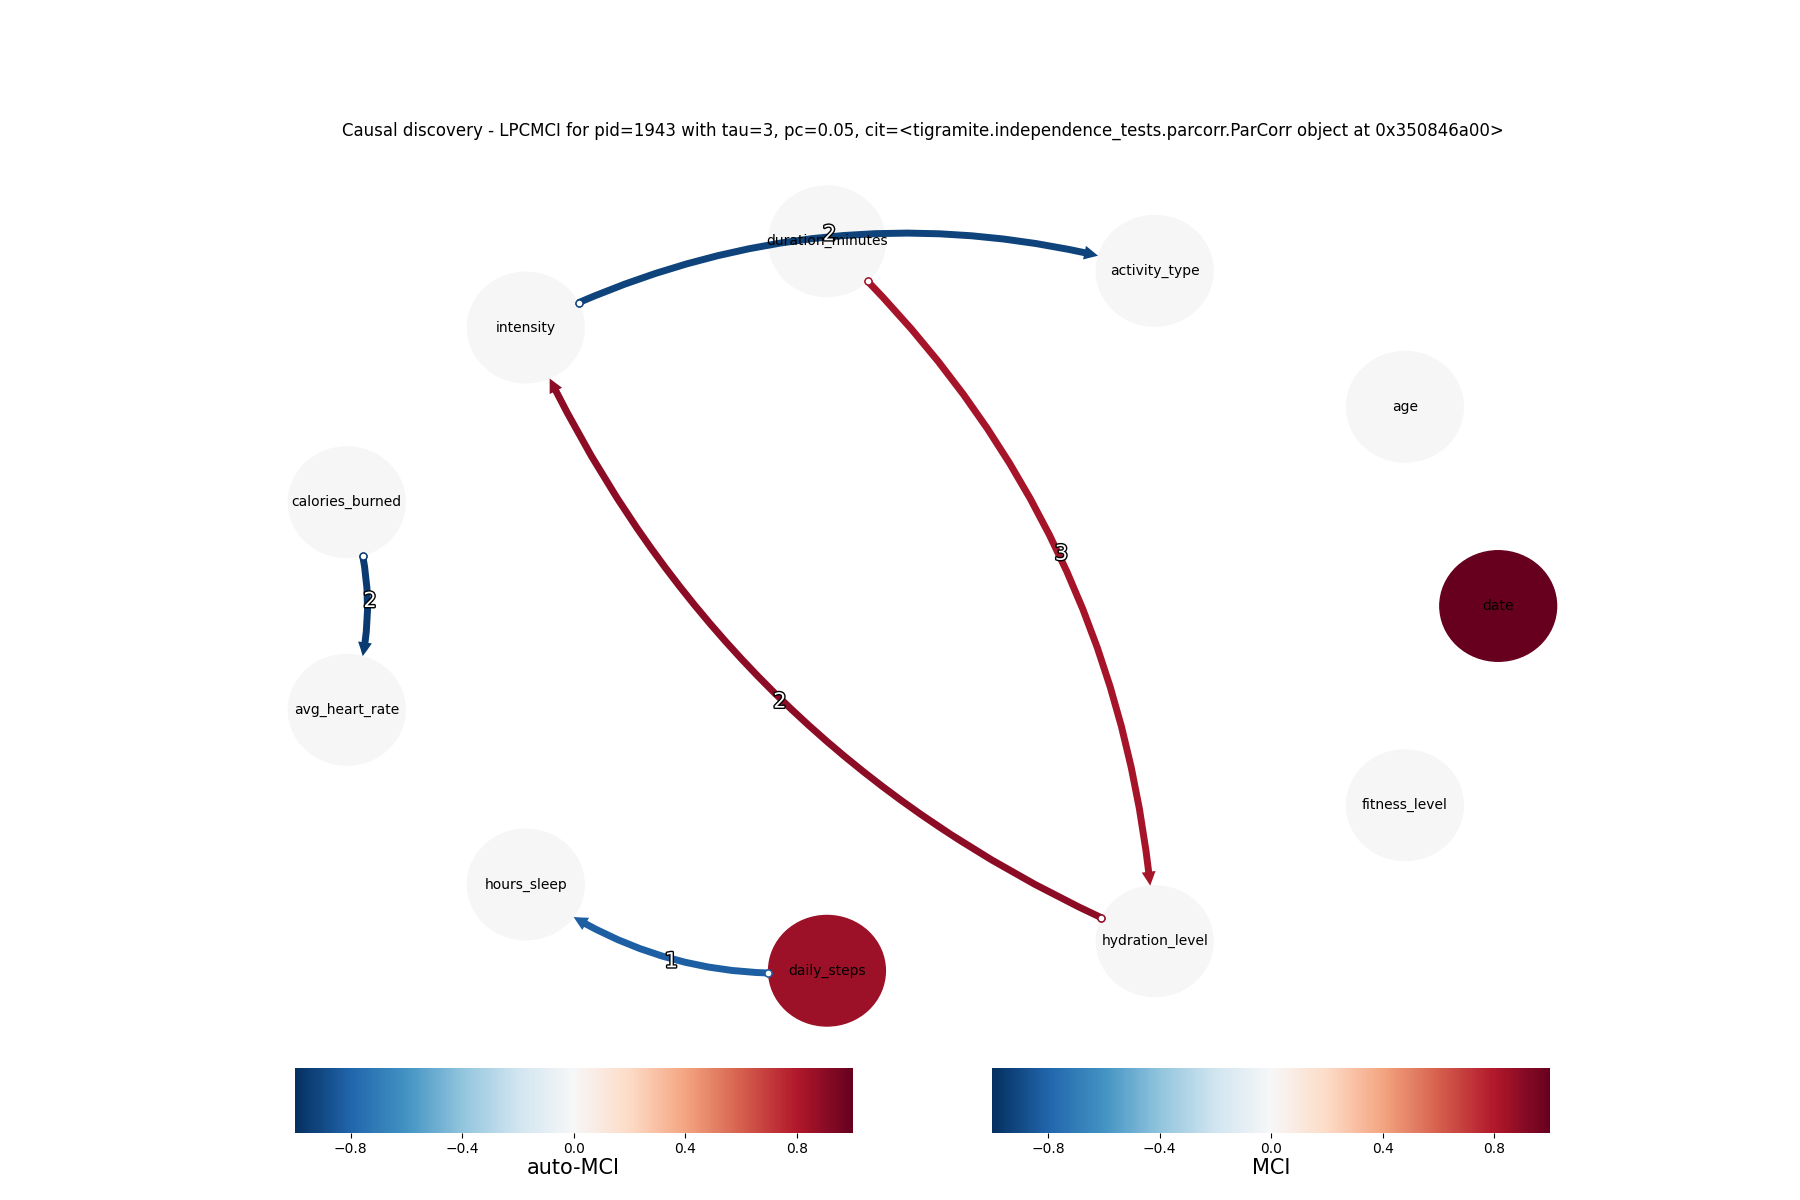 Causal discovery - LPCMCI for pid=1943 with tau=3, pc=0.05, cit=<tigramite.independence_tests.parcorr.ParCorr object at 0x350846a00>
2
duration_minutes
activity_type
intensity
age
calories_burned
3
2
date
2
avg_heart_rate
fitness_level
hours_sleep
hydration_level
1
daily_steps
−0.8 −0.4 0.0 0.4 0.8
auto-MCI
−0.8 −0.4 0.0 0.4 0.8
MCI